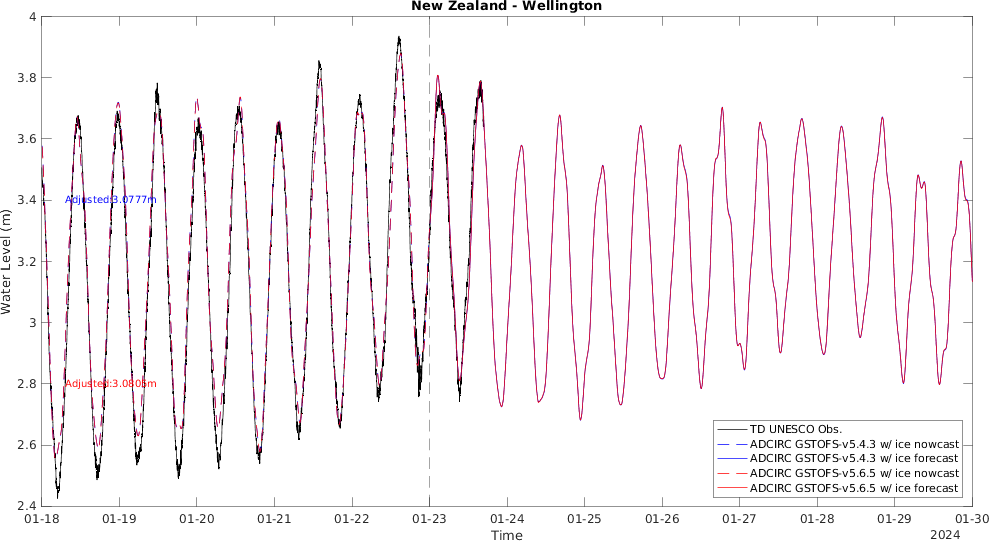 New Zealand - Wellington
4
3.8
3.6
3.4
3.2
3
2.8
2.6
2.4
Water Level (m)
Adjusted:3.0777m
Adjusted:3.0805m
TD UNESCO Obs.
ADCIRC GSTOFS-v5.4.3 w/ ice nowcast
ADCIRC GSTOFS-v5.4.3 w/ ice forecast
ADCIRC GSTOFS-v5.6.5 w/ ice nowcast
ADCIRC GSTOFS-v5.6.5 w/ ice forecast
01-18 01-19 01-20 01-21 01-22 01-23 01-24 01-25 01-26 01-27 01-28 01-29 01-30
Time
2024